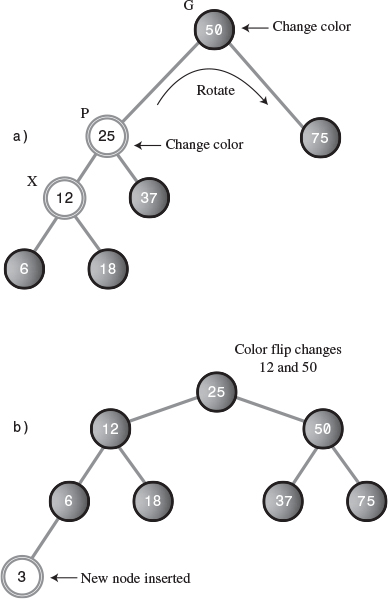 G
50
Change color
Rotate
P
a)
25
Change color
75
X
12
37
6
18
Color flip changes
12 and 50
25
b)
12
50
6
18
37
75
3
New node inserted